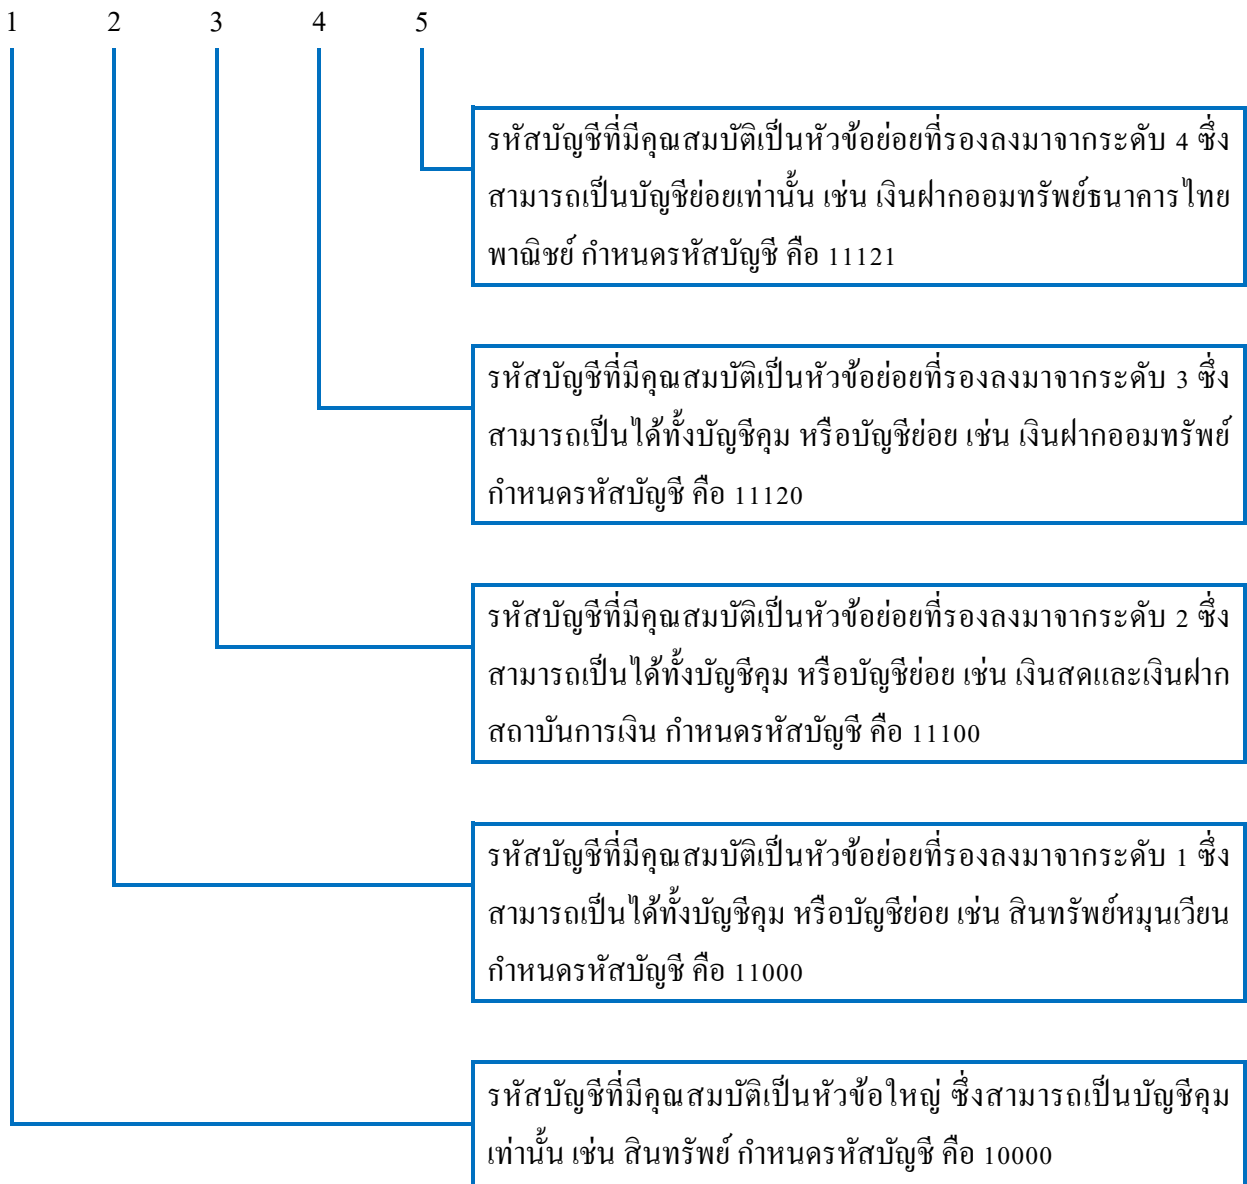 1 2 3 4 5
รหัสบัญชีที่มีคุณสมบัติเป็นหัวข้อย่อยที่รองลงมาจากระดับ 4 ซึ่ง
สามารถเป็นบัญชีย่อยเท่านั้น เช่น เงินฝากออมทรัพย์ธนาคารไทย
พาณิชย์ กำหนดรหัสบัญชี คือ 11121
รหัสบัญชีที่มีคุณสมบัติเป็นหัวข้อย่อยที่รองลงมาจากระดับ 3 ซึ่ง
สามารถเป็นได้ทั้งบัญชีคุม หรือบัญชีย่อย เช่น เงินฝากออมทรัพย์
กำหนดรหัสบัญชี คือ 11120
รหัสบัญชีที่มีคุณสมบัติเป็นหัวข้อย่อยที่รองลงมาจากระดับ 2 ซึ่ง
สามารถเป็นได้ทั้งบัญชีคุม หรือบัญชีย่อย เช่น เงินสดและเงินฝาก
สถาบันการเงิน กำหนดรหัสบัญชี คือ 11100
รหัสบัญชีที่มีคุณสมบัติเป็นหัวข้อย่อยที่รองลงมาจากระดับ 1 ซึ่ง
สามารถเป็นได้ทั้งบัญชีคุม หรือบัญชีย่อย เช่น สินทรัพย์หมุนเวียน
กำหนดรหัสบัญชี คือ 11000
รหัสบัญชีที่มีคุณสมบัติเป็นหัวข้อใหญ่ ซึ่งสามารถเป็นบัญชีคุม
เท่านั้น เช่น สินทรัพย์ กำหนดรหัสบัญชี คือ 10000